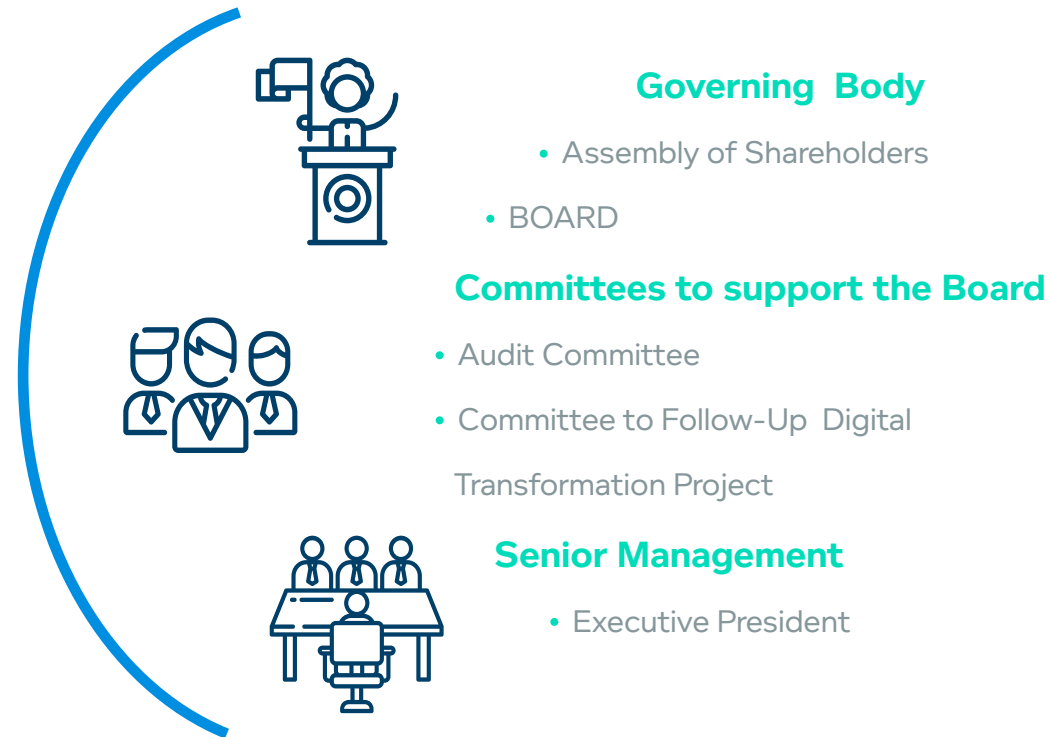 Governing Body
• Assembly of Shareholders
• BOARD
Committees to support the Board
• Audit Committee
• Committee to Follow-Up Digital
Transformation Project
Senior Management
• Executive President